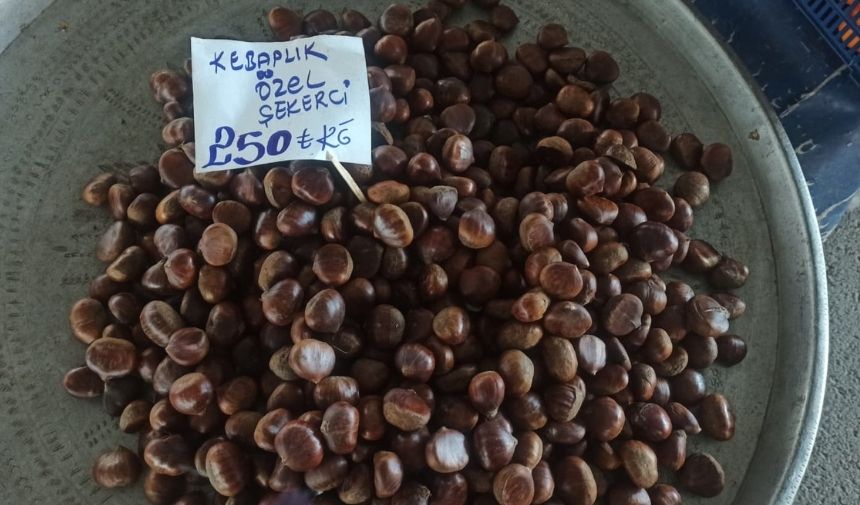 KEBAPLIK
ÖZEL
ŞEKERCİ
250 ₺ KG